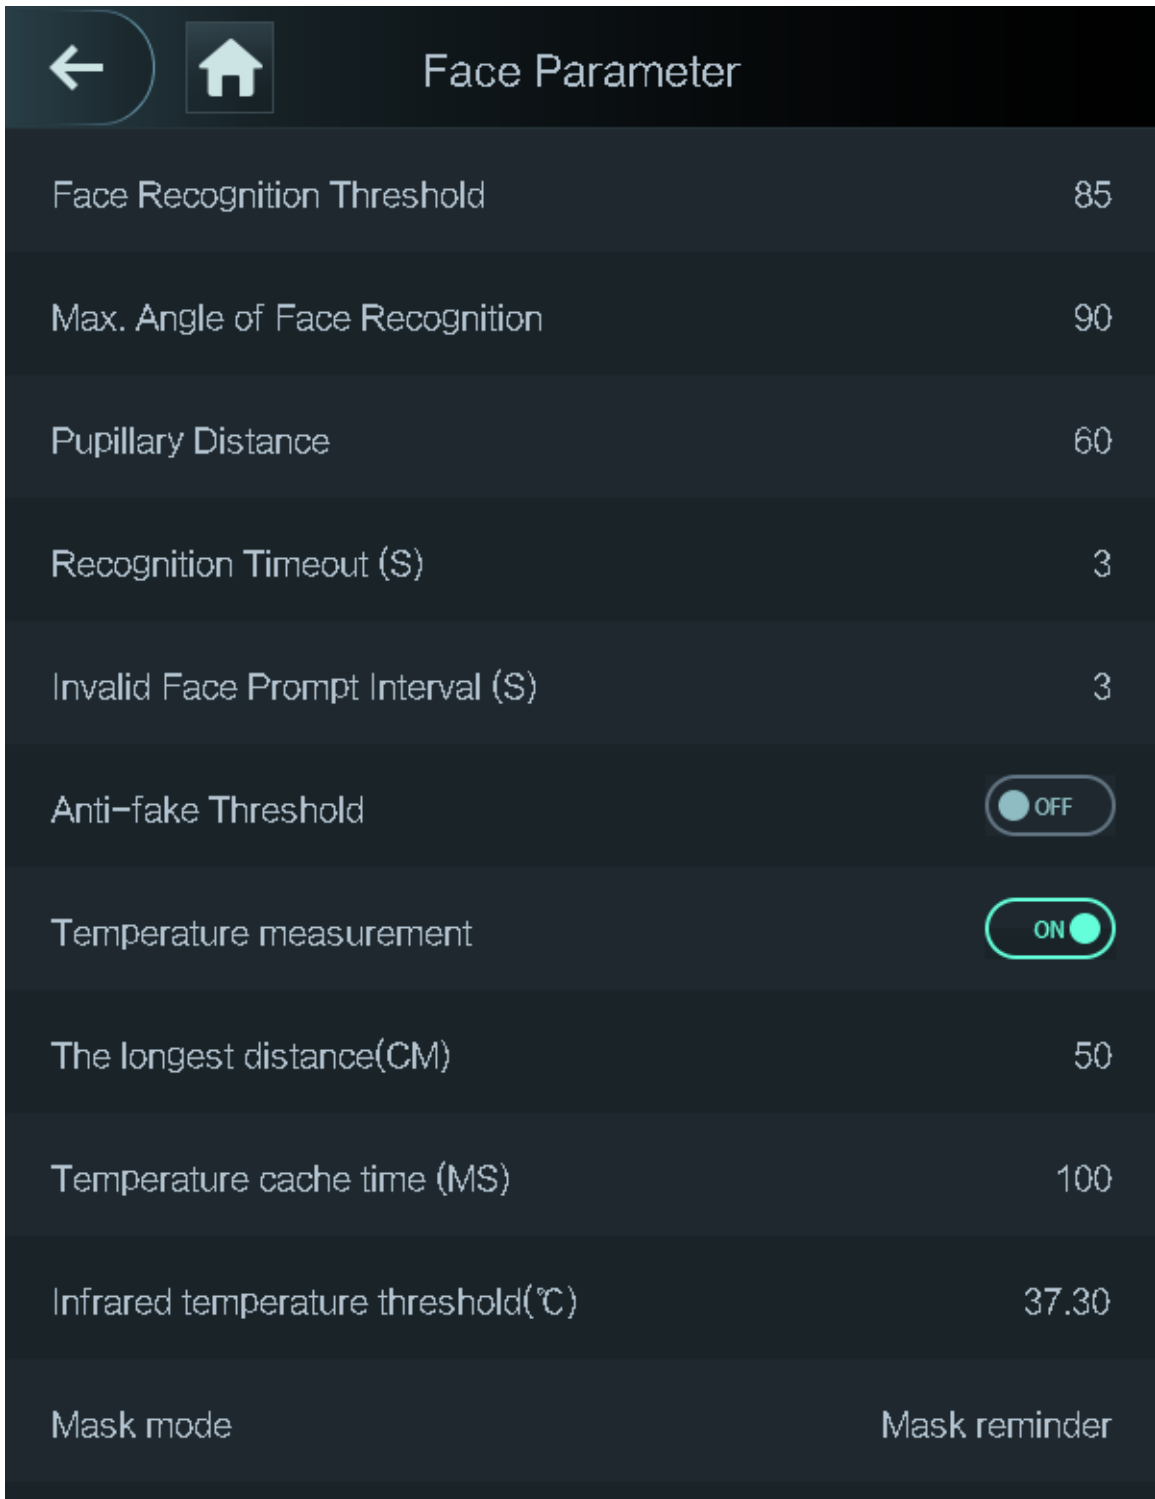 Face Parameter
Face Recognition Threshold 85
Max. Angle of Face Recognition 90
Pupillary Distance 60
Recognition Timeout (S) 3
Invalid Face Prompt Interval (S) 3
Anti-fake Threshold OFF
Temperature measurement ON
The longest distance(CM) 50
Temperature cache time (MS) 100
Infrared temperature threshold(℃) 37.30
Mask mode Mask reminder